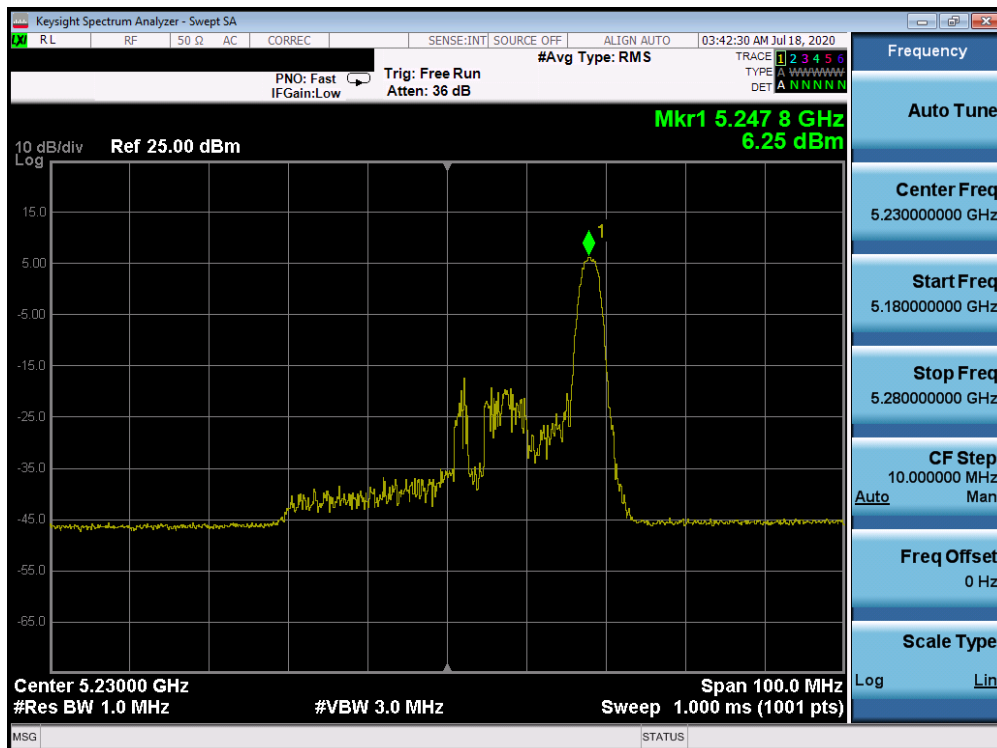 Keysight Spectrum Analyzer - Swept SA
LXI RL RF 50 Ω AC CORREC SENSE:INT SOURCE OFF ALIGN AUTO 03:42:30 AM Jul 18, 2020
Frequency
#Avg Type: RMS
TRACE 1 2 3 4 5 6
PNO: Fast Trig: Free Run
TYPE A WWWWW
IFGain:Low Atten: 36 dB
DET A N N N N N
Auto Tune
Mkr1 5.247 8 GHz
6.25 dBm
10 dB/div Ref 25.00 dBm
Log
1
15.0
5.00
-5.00
-15.0
-25.0
-35.0
-45.0
-55.0
-65.0
Center Freq
5.230000000 GHz
Start Freq
5.180000000 GHz
Stop Freq
5.280000000 GHz
CF Step
10.000000 MHz
Auto Man
Freq Offset
0 Hz
Scale Type
Log Lin
Center 5.23000 GHz Span 100.0 MHz
#Res BW 1.0 MHz #VBW 3.0 MHz Sweep 1.000 ms (1001 pts)
MSG STATUS